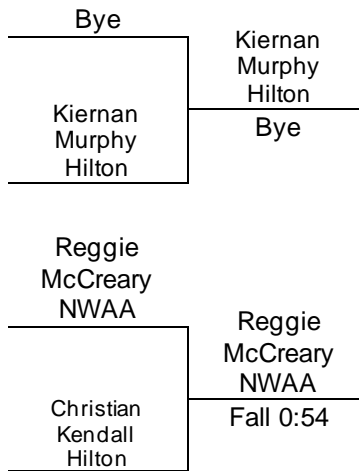 Bye
Kiernan
Murphy
Hilton
Kiernan
Murphy
Hilton
Bye
Reggie
McCreary
NWAA
Christian
Kendall
Hilton
Reggie
McCreary
NWAA
Fall 0:54